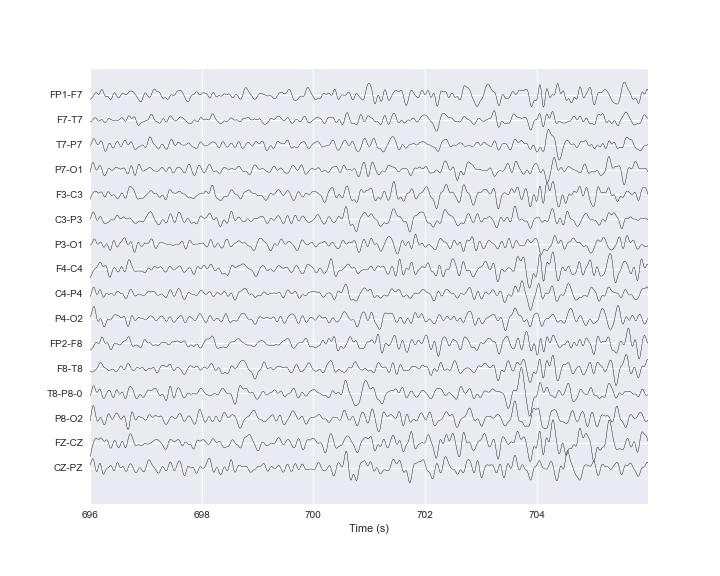 FP1-F7
F7-T7
T7-P7
P7-O1
F3-C3
C3-P3
P3-O1
F4-C4
C4-P4
P4-O2
FP2-F8
F8-T8
T8-P8-0
P8-O2
FZ-CZ
CZ-PZ
696 698 700 702 704
Time (s)